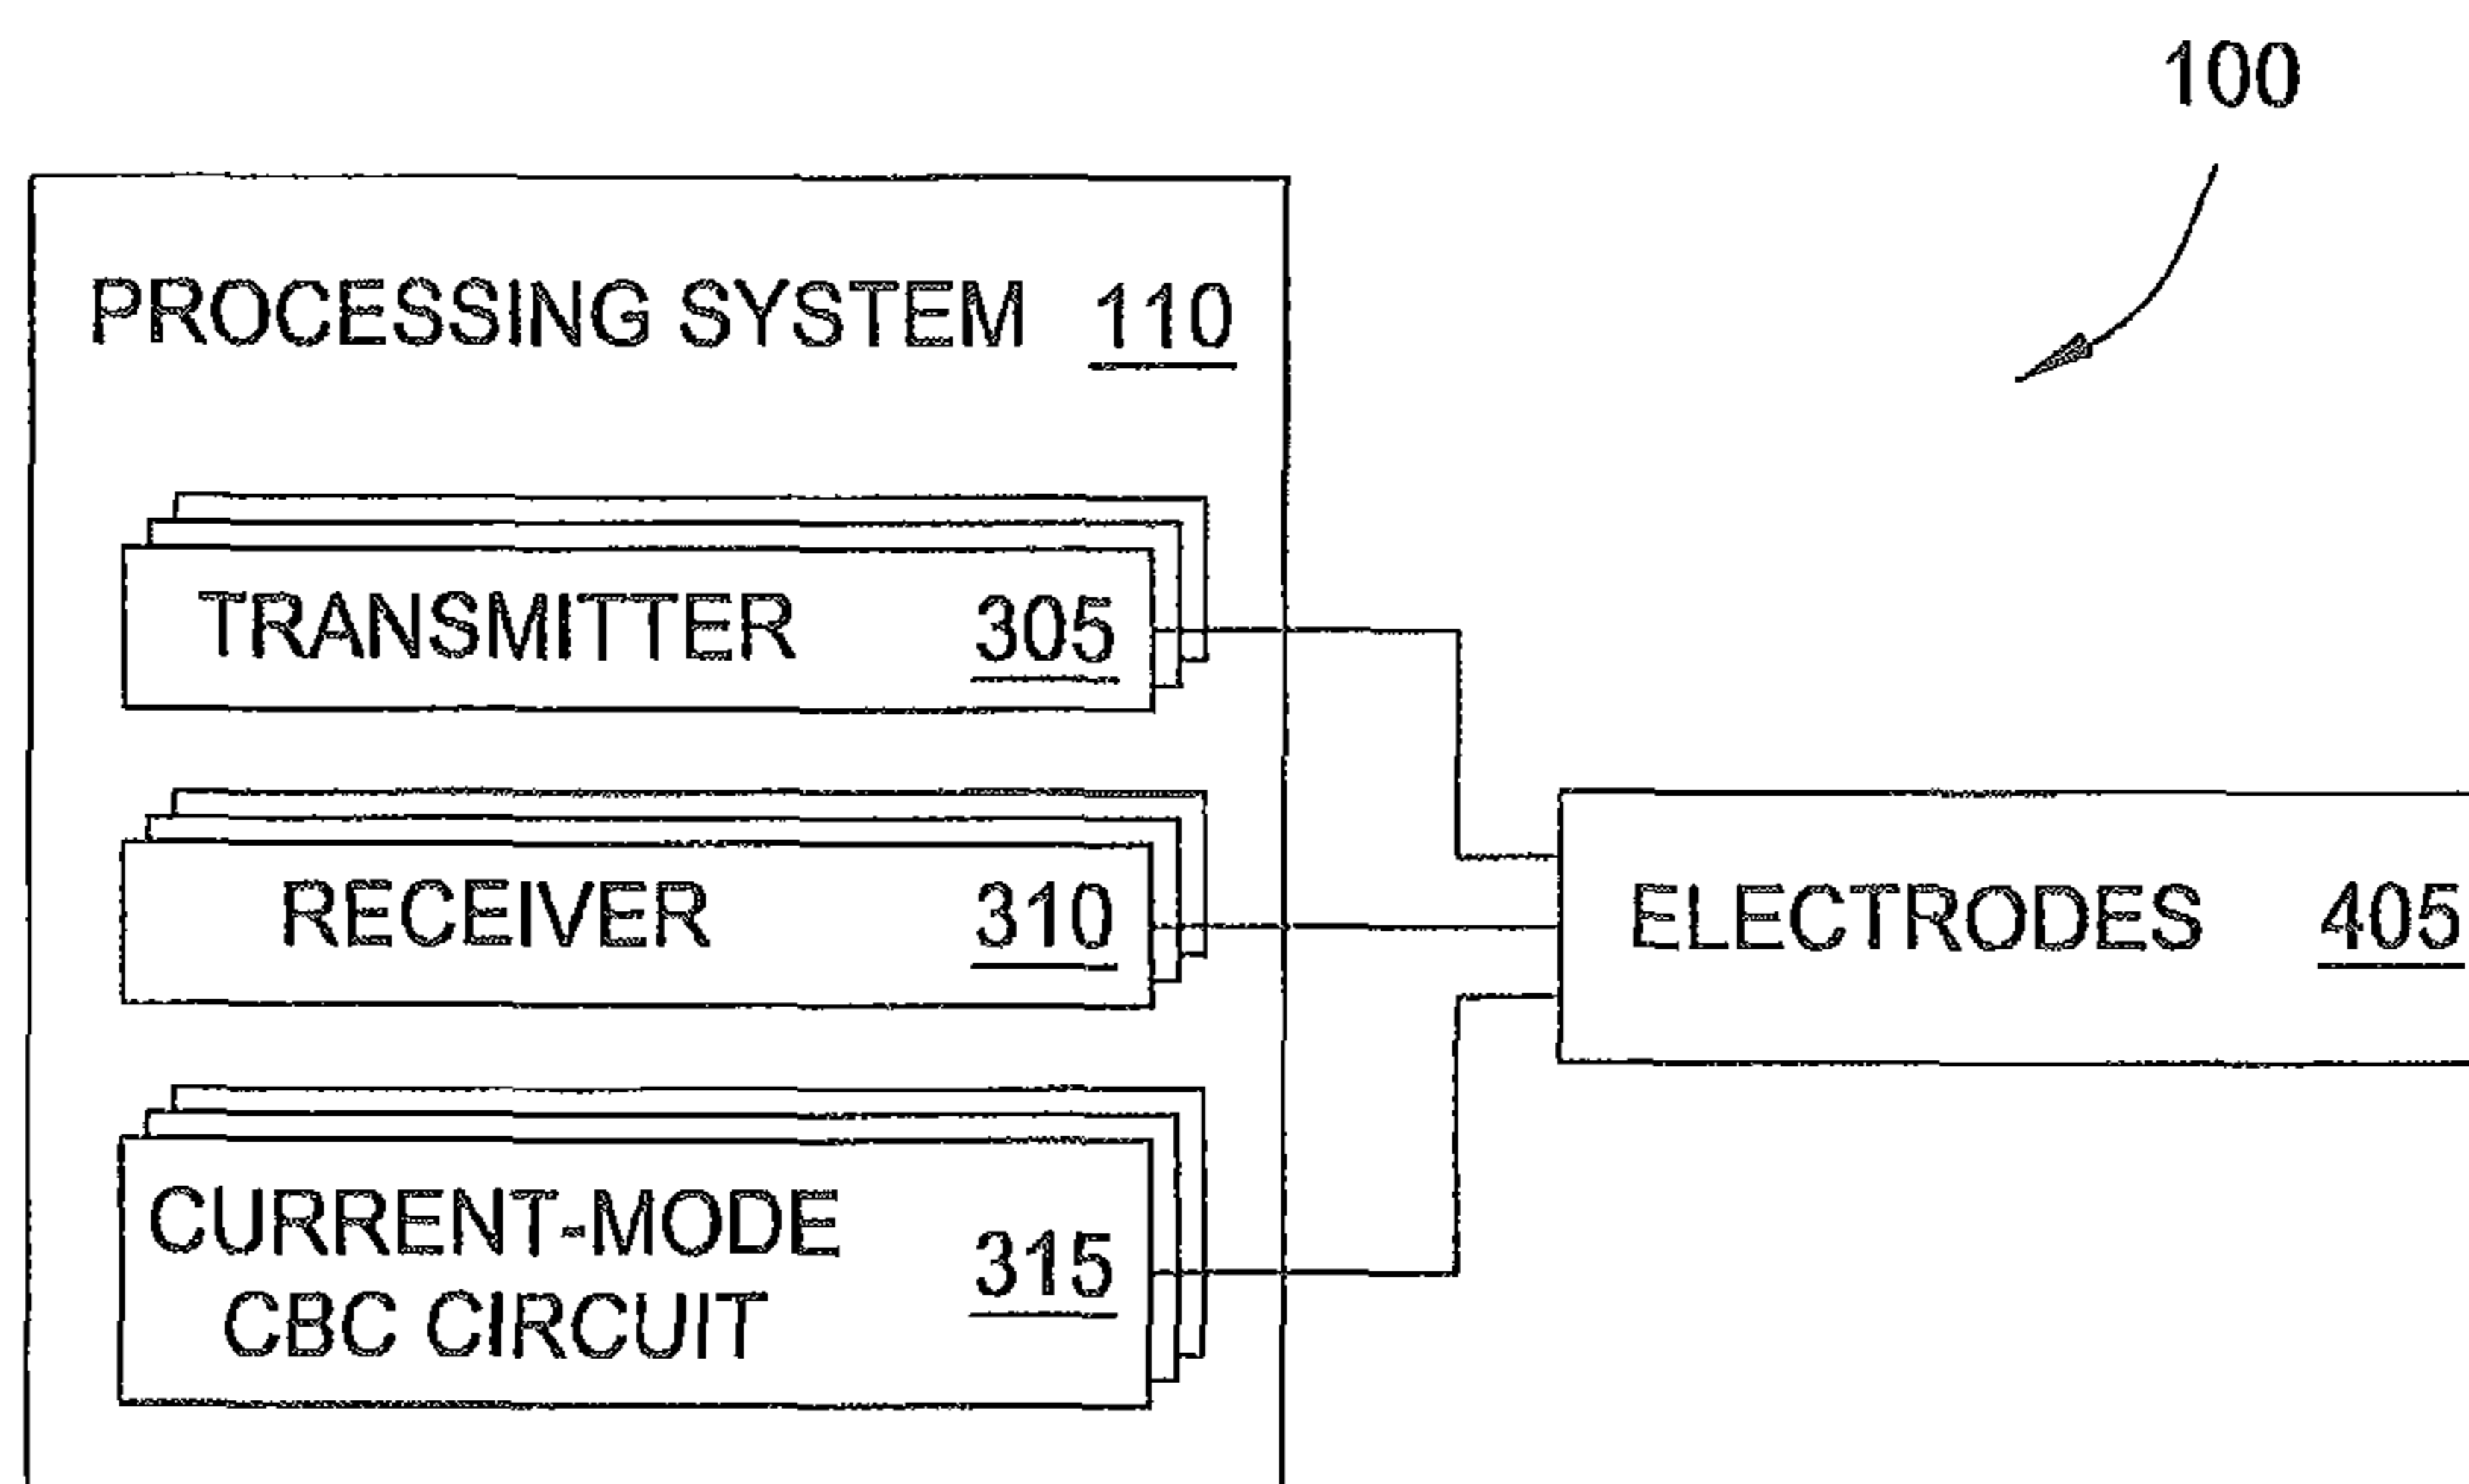 100
PROCESSING SYSTEM 110
TRANSMITTER 305
RECEIVER 310
ELECTRODES 405
CURRENT-MODE
CBC CIRCUIT 315